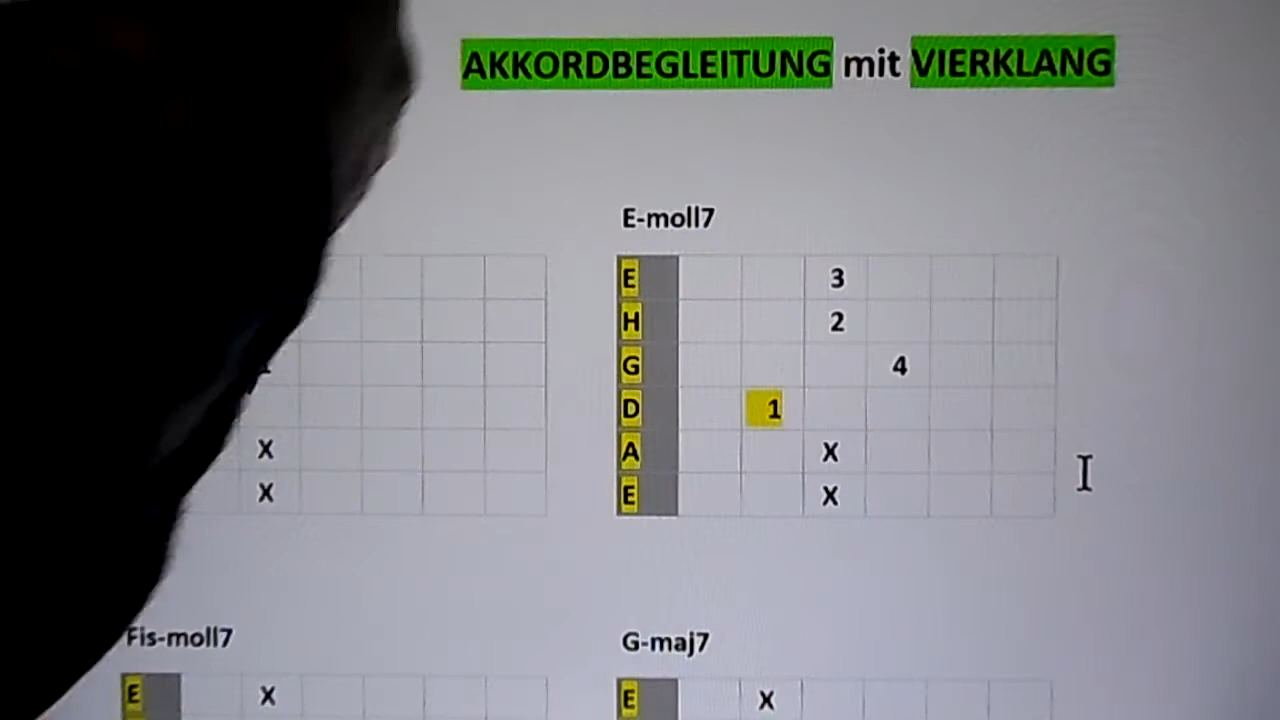 AKKORDBEGLEITUNG mit VIERKLANG
E-moll7
E 3
H 2
G 4
D 1
A X
E X
X
X
Fis-moll7
E X
G-maj7
E X